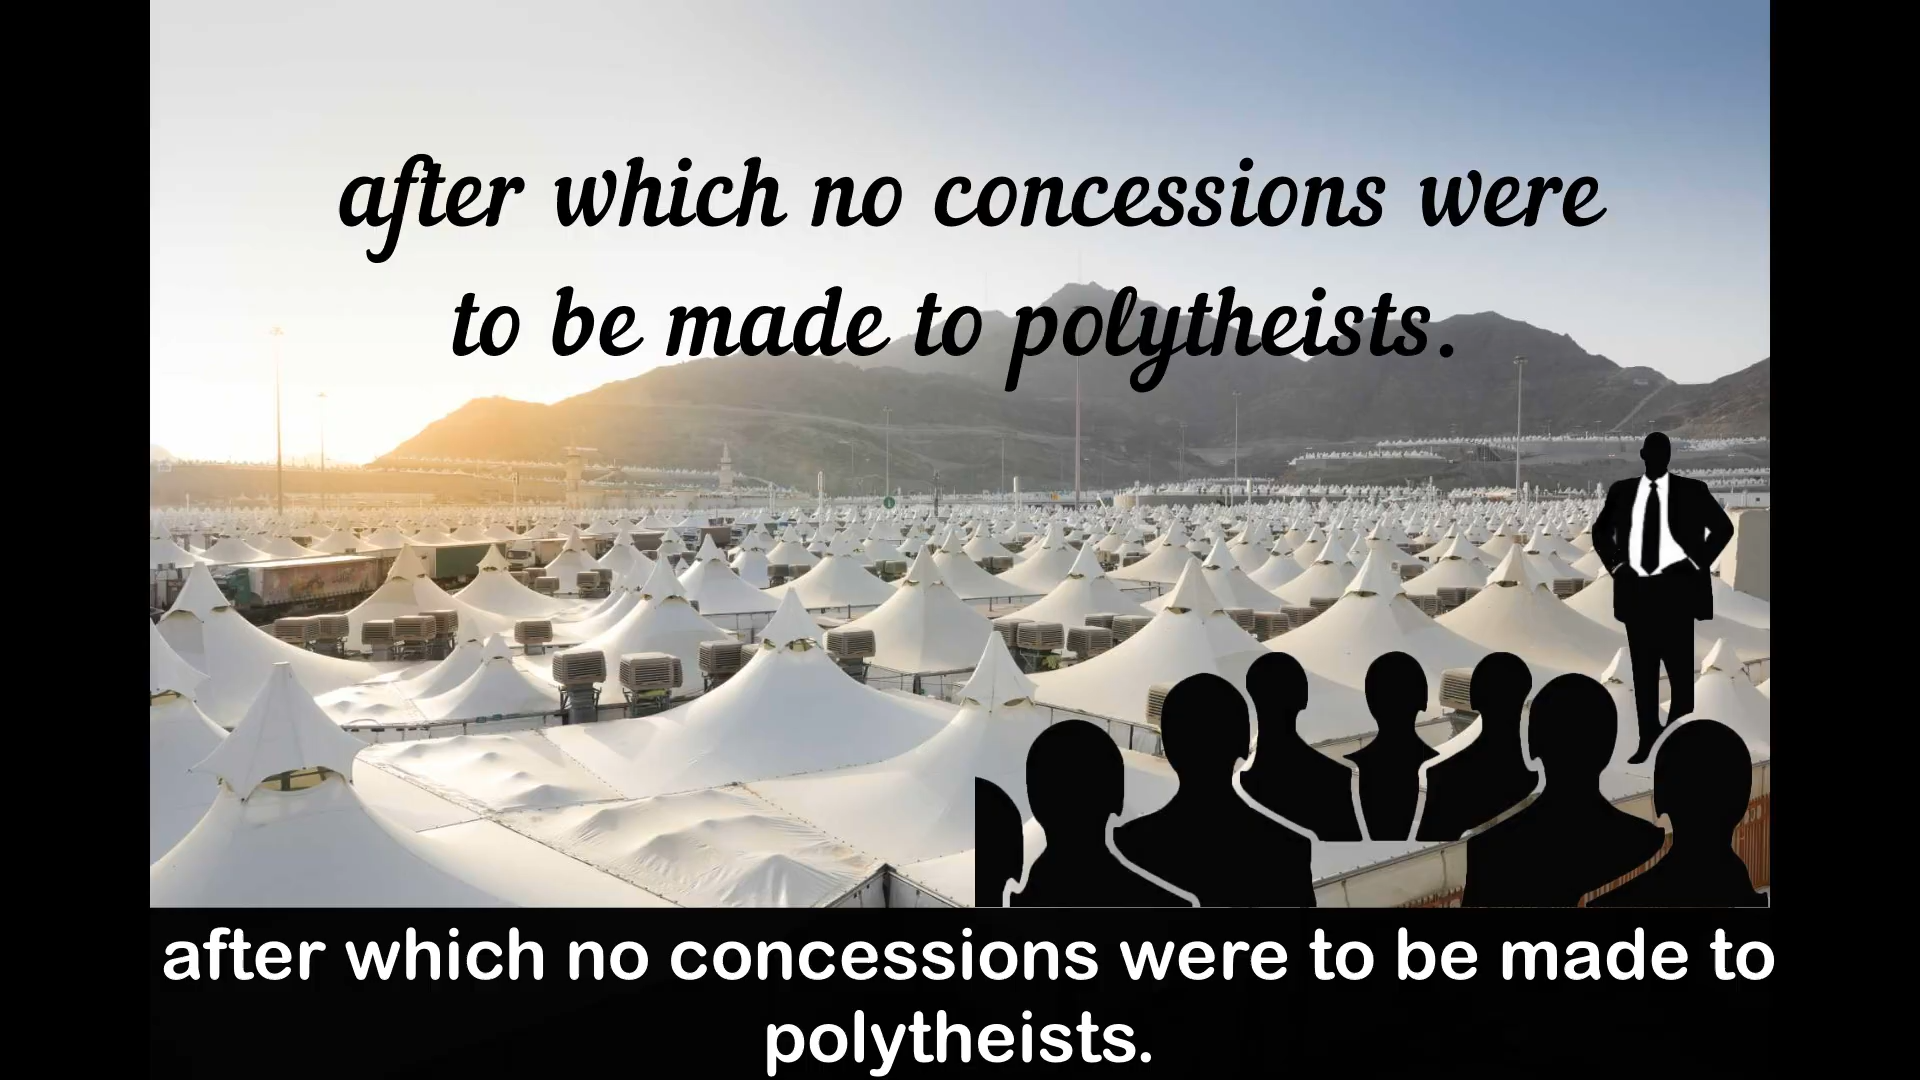 after which no concessions were
to be made to polytheists.
after which no concessions were to be made to
polytheists.